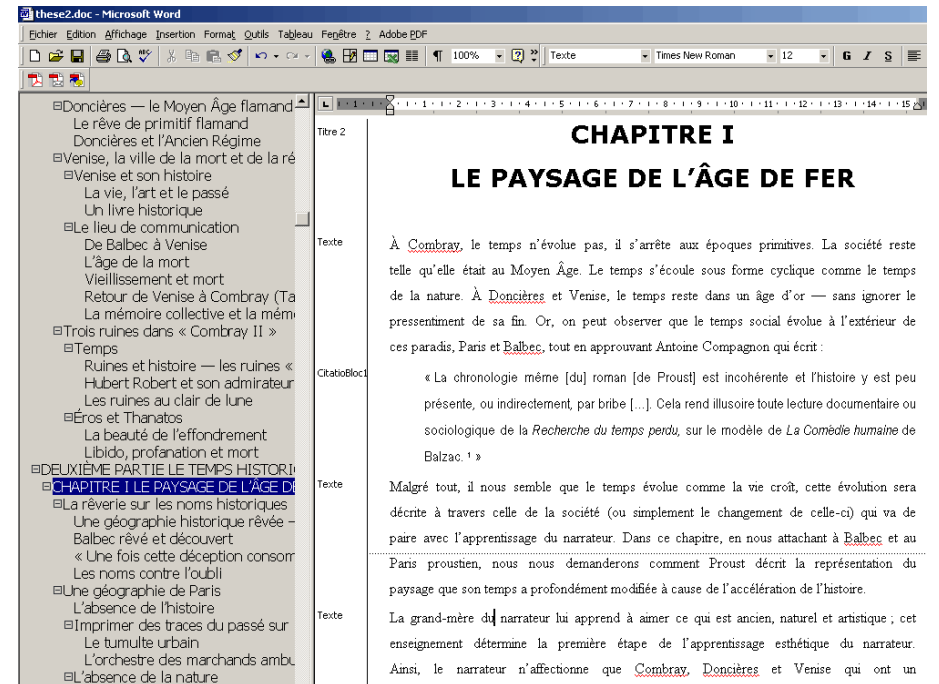 these2.doc - Microsoft Word
Fichier Edition Affichage Insertion Format Outils Tableau Fenêtre ? Adobe PDF
100% Texte Times New Roman 12 G I S
Doncières — le Moyen Âge flamand
Le rêve de primitif flamand
Doncières et l'Ancien Régime
Venise, la ville de la mort et de la ré
Venise et son histoire
La vie, l'art et le passé
Un livre historique
Le lieu de communication
De Balbec à Venise
L'âge de la mort
Vieillissement et mort
Retour de Venise à Combray (Ta
La mémoire collective et la mém
Trois ruines dans « Combray II »
Temps
Ruines et histoire — les ruines «
Hubert Robert et son admirateur
Les ruines au clair de lune
Éros et Thanatos
La beauté de l'effondrement
Libido, profanation et mort
DEUXIÈME PARTIE LE TEMPS HISTORI
CHAPITRE I LE PAYSAGE DE L'ÂGE DE
La rêverie sur les noms historiques
Une géographie historique rêvée –
Balbec rêvé et découvert
« Une fois cette déception consom
Les noms contre l'oubli
Une géographie de Paris
L'absence de l'histoire
Imprimer des traces du passé sur
Le tumulte urbain
L'orchestre des marchands ambu
L'absence de la nature
1 1 2 3 4 5 6 7 8 9 10 11 12 13 14 15
Titre 2
CHAPITRE I
LE PAYSAGE DE L'ÂGE DE FER
Texte
À Combray, le temps n'évolue pas, il s'arrête aux époques primitives. La société reste
telle qu'elle était au Moyen Âge. Le temps s'écoule sous forme cyclique comme le temps
de la nature. À Doncières et Venise, le temps reste dans un âge d'or — sans ignorer le
pressentiment de sa fin. Or, on peut observer que le temps social évolue à l'extérieur de
ces paradis, Paris et Balbec, tout en approuvant Antoine Compagnon qui écrit :
CitatioBloc1
« La chronologie même [du] roman [de Proust] est incohérente et l'histoire y est peu
présente, ou indirectement, par bribe [...]. Cela rend illusoire toute lecture documentaire ou
sociologique de la Recherche du temps perdu, sur le modèle de La Comédie humaine de
Balzac. ¹ »
Texte
Malgré tout, il nous semble que le temps évolue comme la vie croît, cette évolution sera
décrite à travers celle de la société (ou simplement le changement de celle-ci) qui va de
paire avec l'apprentissage du narrateur. Dans ce chapitre, en nous attachant à Balbec et au
Paris proustien, nous nous demanderons comment Proust décrit la représentation du
paysage que son temps a profondément modifiée à cause de l'accélération de l'histoire.
Texte
La grand-mère du narrateur lui apprend à aimer ce qui est ancien, naturel et artistique ; cet
enseignement détermine la première étape de l'apprentissage esthétique du narrateur.
Ainsi, le narrateur n'affectionne que Combray, Doncières et Venise qui ont un